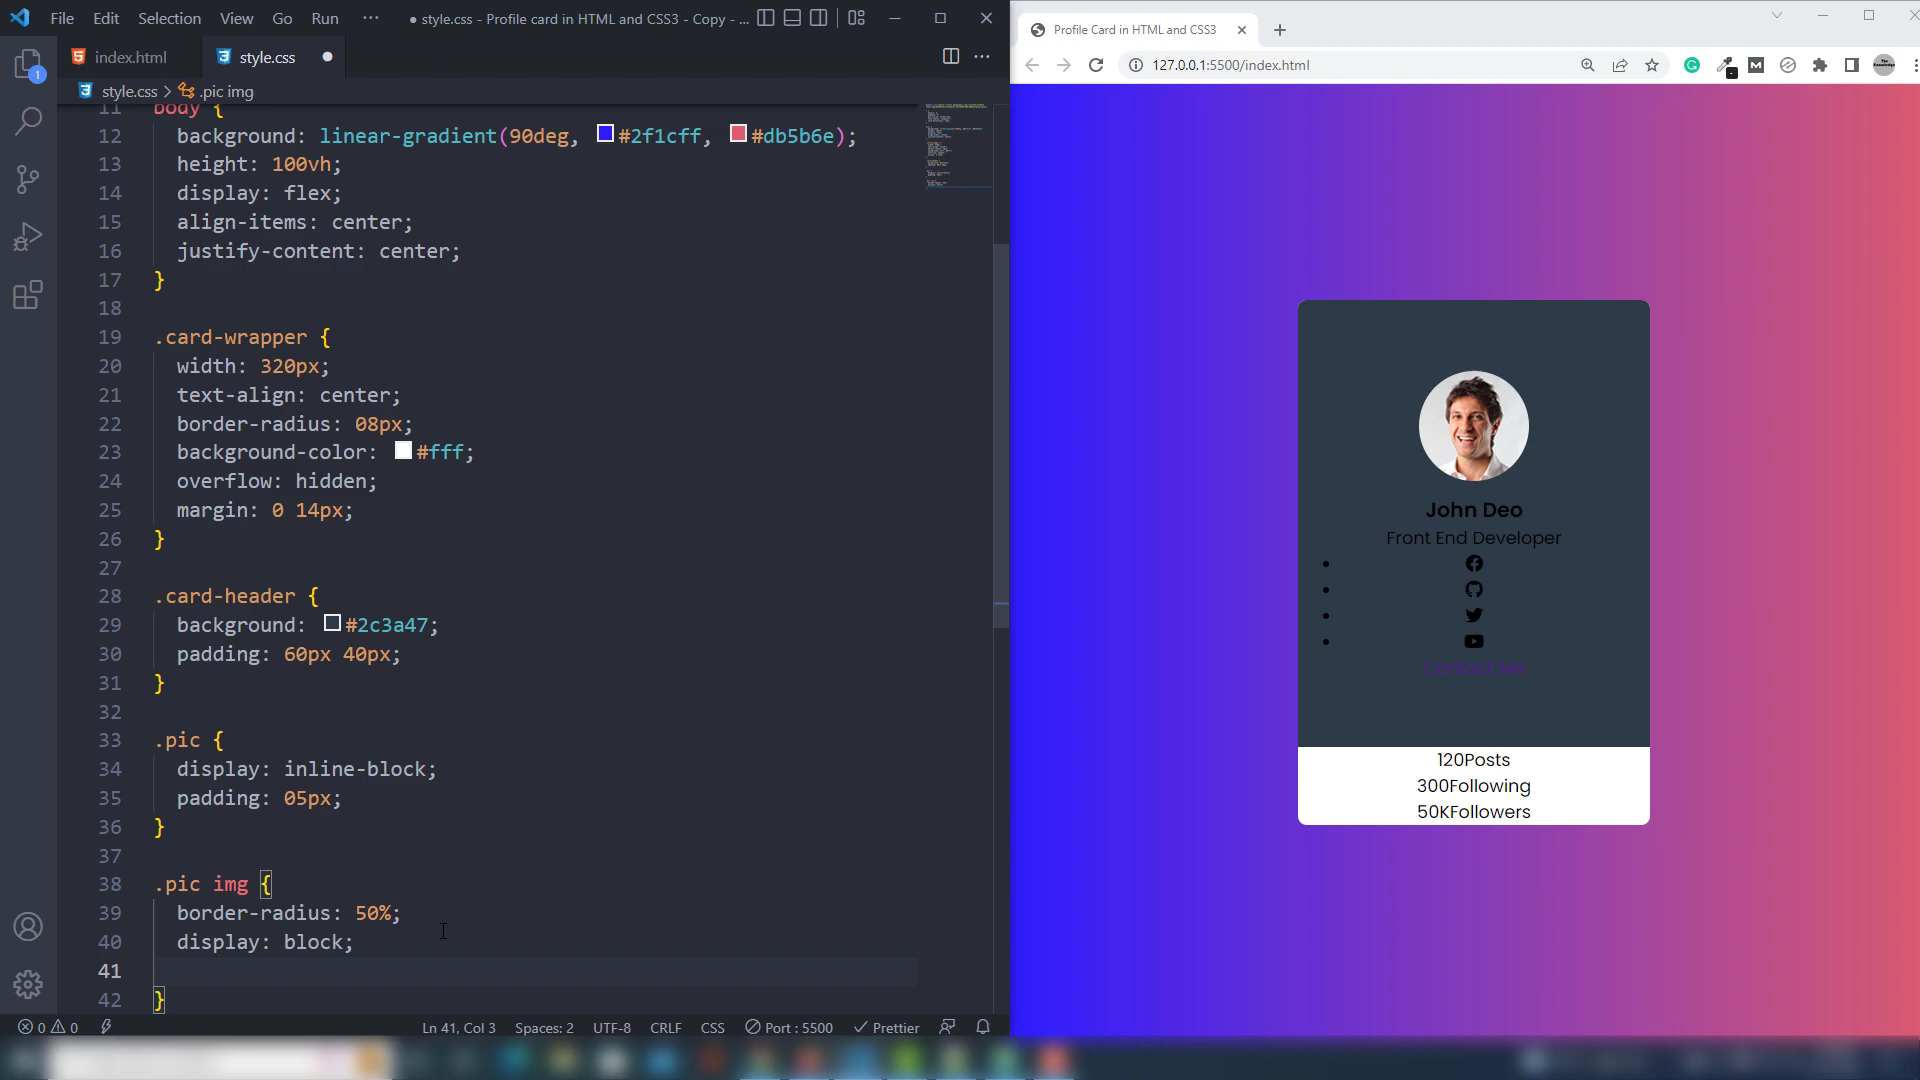 File Edit Selection View Go Run ··· ● style.css - Profile card in HTML and CSS3 - Copy - ...
index.html style.css
style.css > .pic img
11 body {
12 background: linear-gradient(90deg, #2f1cff, #db5b6e);
13 height: 100vh;
14 display: flex;
15 align-items: center;
16 justify-content: center;
17 }
18
19 .card-wrapper {
20 width: 320px;
21 text-align: center;
22 border-radius: 08px;
23 background-color: #fff;
24 overflow: hidden;
25 margin: 0 14px;
26 }
27
28 .card-header {
29 background: #2c3a47;
30 padding: 60px 40px;
31 }
32
33 .pic {
34 display: inline-block;
35 padding: 05px;
36 }
37
38 .pic img {
39 border-radius: 50%;
40 display: block;
41
42 }
1
0 0 Ln 41, Col 3 Spaces: 2 UTF-8 CRLF CSS Port : 5500 Prettier
Profile Card in HTML and CSS3
127.0.0.1:5500/index.html
John Deo
Front End Developer
Contact Me
120Posts
300Following
50KFollowers